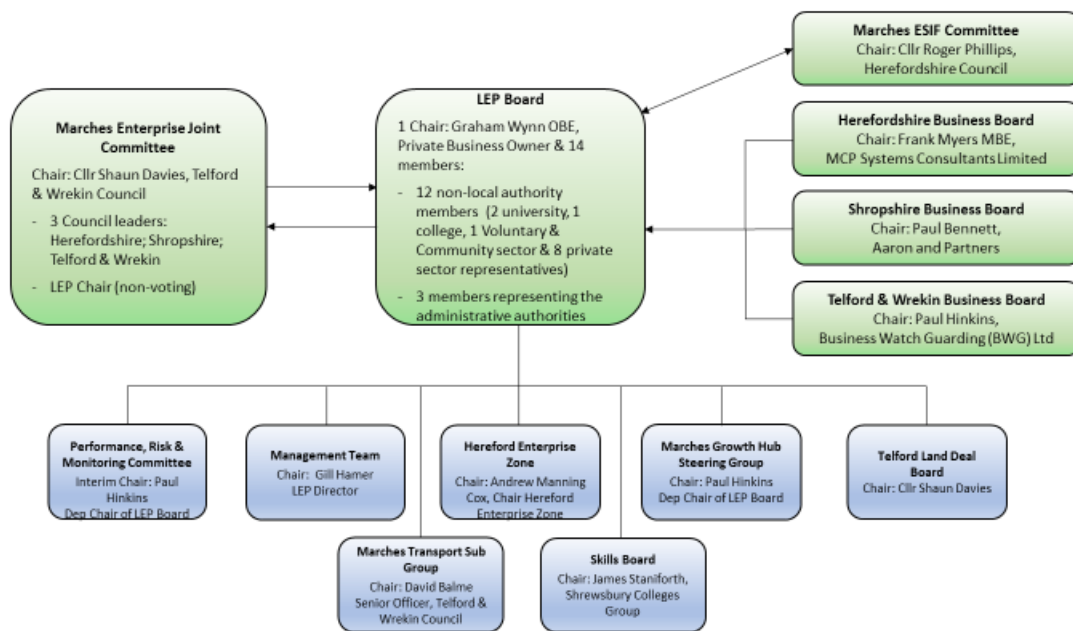 Marches Enterprise Joint
Committee
Chair: Cllr Shaun Davies, Telford
& Wrekin Council
- 3 Council leaders:
Herefordshire; Shropshire;
Telford & Wrekin
- LEP Chair (non-voting)
LEP Board
1 Chair: Graham Wynn OBE,
Private Business Owner & 14
members:
- 12 non-local authority
members (2 university, 1
college, 1 Voluntary &
Community sector & 8 private
sector representatives)
- 3 members representing the
administrative authorities
Marches ESIF Committee
Chair: Cllr Roger Phillips,
Herefordshire Council
Herefordshire Business Board
Chair: Frank Myers MBE,
MCP Systems Consultants Limited
Shropshire Business Board
Chair: Paul Bennett,
Aaron and Partners
Telford & Wrekin Business Board
Chair: Paul Hinkins,
Business Watch Guarding (BWG) Ltd
Performance, Risk &
Monitoring Committee
Interim Chair: Paul
Hinkins
Dep Chair of LEP Board
Management Team
Chair: Gill Hamer
LEP Director
Hereford Enterprise
Zone
Chair: Andrew Manning
Cox, Chair Hereford
Enterprise Zone
Marches Growth Hub
Steering Group
Chair: Paul Hinkins
Dep Chair of LEP Board
Telford Land Deal
Board
Chair: Cllr Shaun Davies
Marches Transport Sub
Group
Chair: David Balme
Senior Officer, Telford &
Wrekin Council
Skills Board
Chair: James Staniforth,
Shrewsbury Colleges
Group